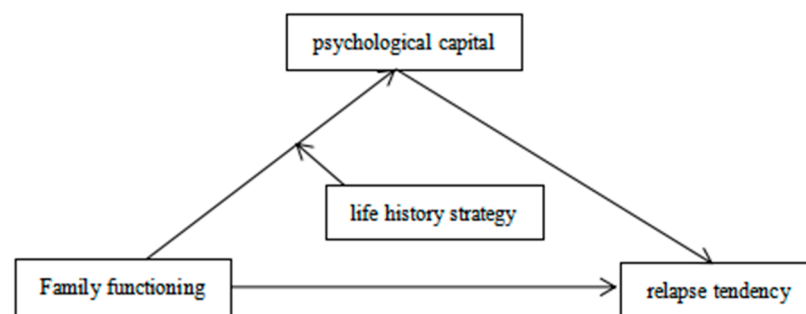 psychological capital
life history strategy
Family functioning
relapse tendency